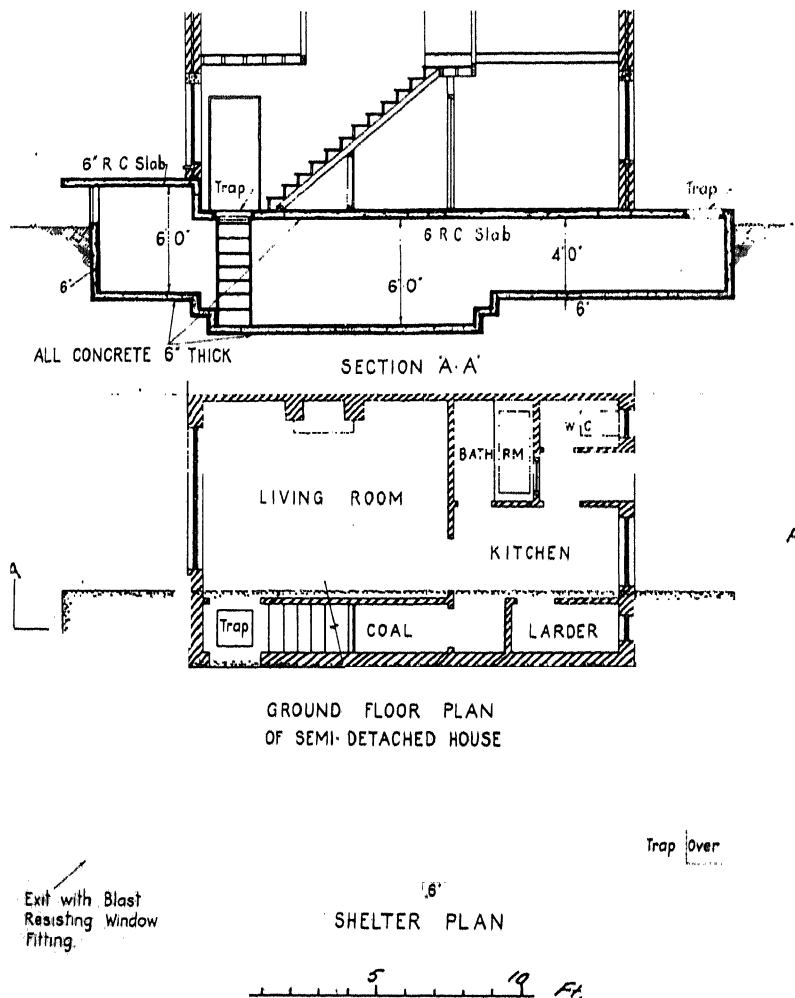 6" R C Slab
Trap
Trap
6'0"
6 R C Slab
4'0"
6'0"
6"
6"
ALL CONCRETE 6" THICK
SECTION 'A·A'
W C
BATH RM
LIVING ROOM
KITCHEN
Trap
COAL
LARDER
GROUND FLOOR PLAN
OF SEMI-DETACHED HOUSE
Trap Over
Exit with Blast
Resisting Window
Fitting.
6"
SHELTER PLAN
5 10 Ft.